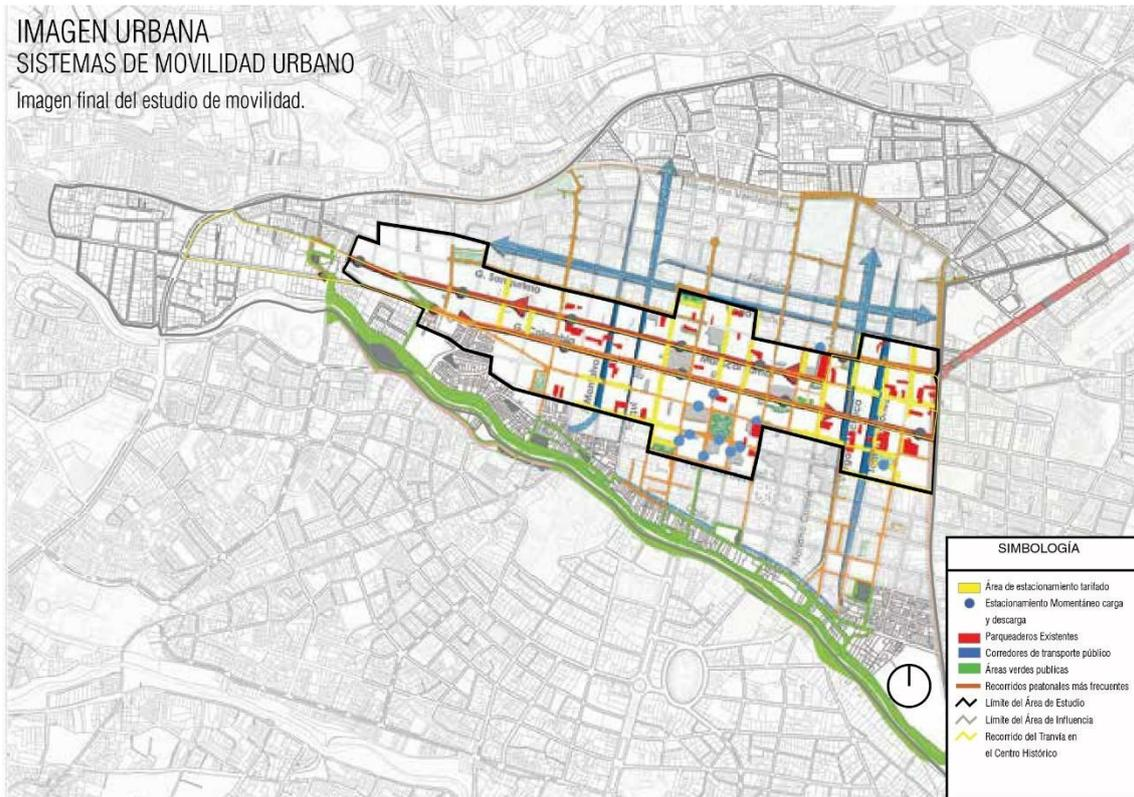 IMAGEN URBANA
SISTEMAS DE MOVILIDAD URBANO
Imagen final del estudio de movilidad.
SIMBOLOGÍA
Área de estacionamiento tarifado
Estacionamiento Momentáneo carga
y descarga
Parqueaderos Existentes
Corredores de transporte público
Áreas verdes publicas
Recorridos peatonales más frecuentes
Límite del Área de Estudio
Límite del Área de Influencia
Recorrido del Tranvía en
el Centro Histórico